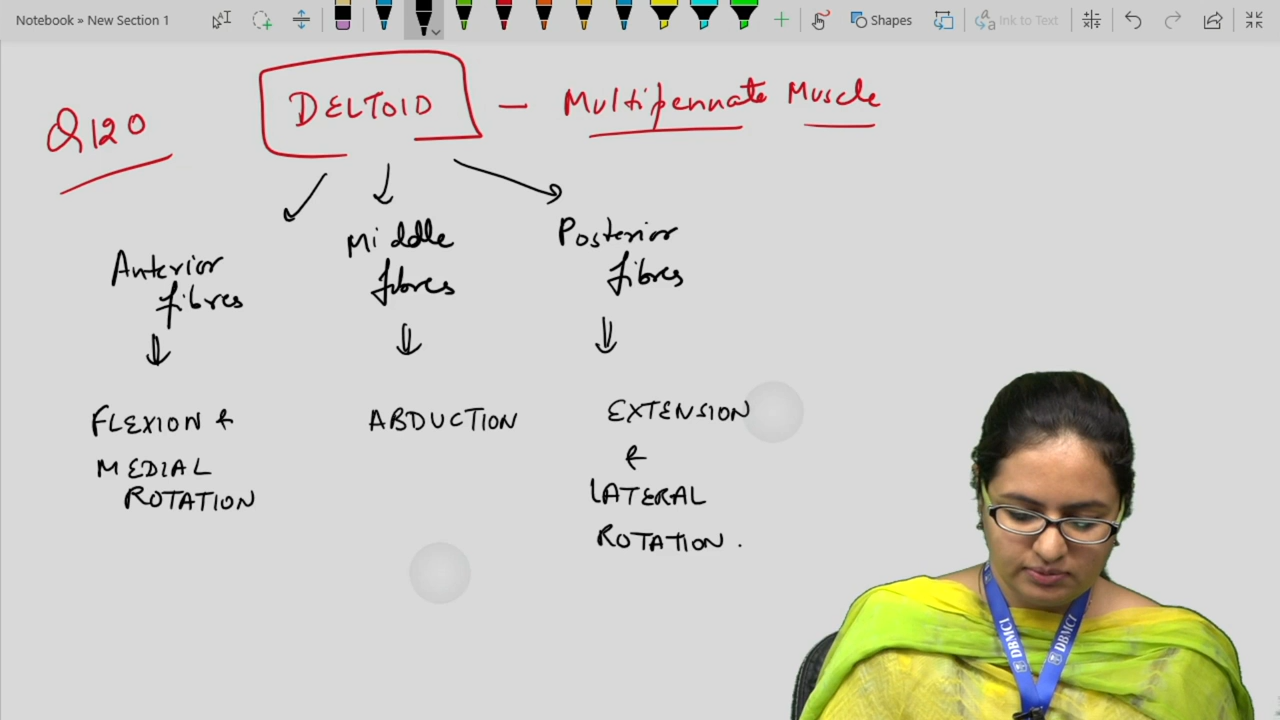 Notebook » New Section 1
Shapes
Ink to Text
Q120
DELTOID — Multipennate Muscle
Anterior fibres
Middle fibres
Posterior fibres
FLEXION &
MEDIAL
ROTATION
ABDUCTION
EXTENSION
&
LATERAL
ROTATION.
DBMCI
DBMCI